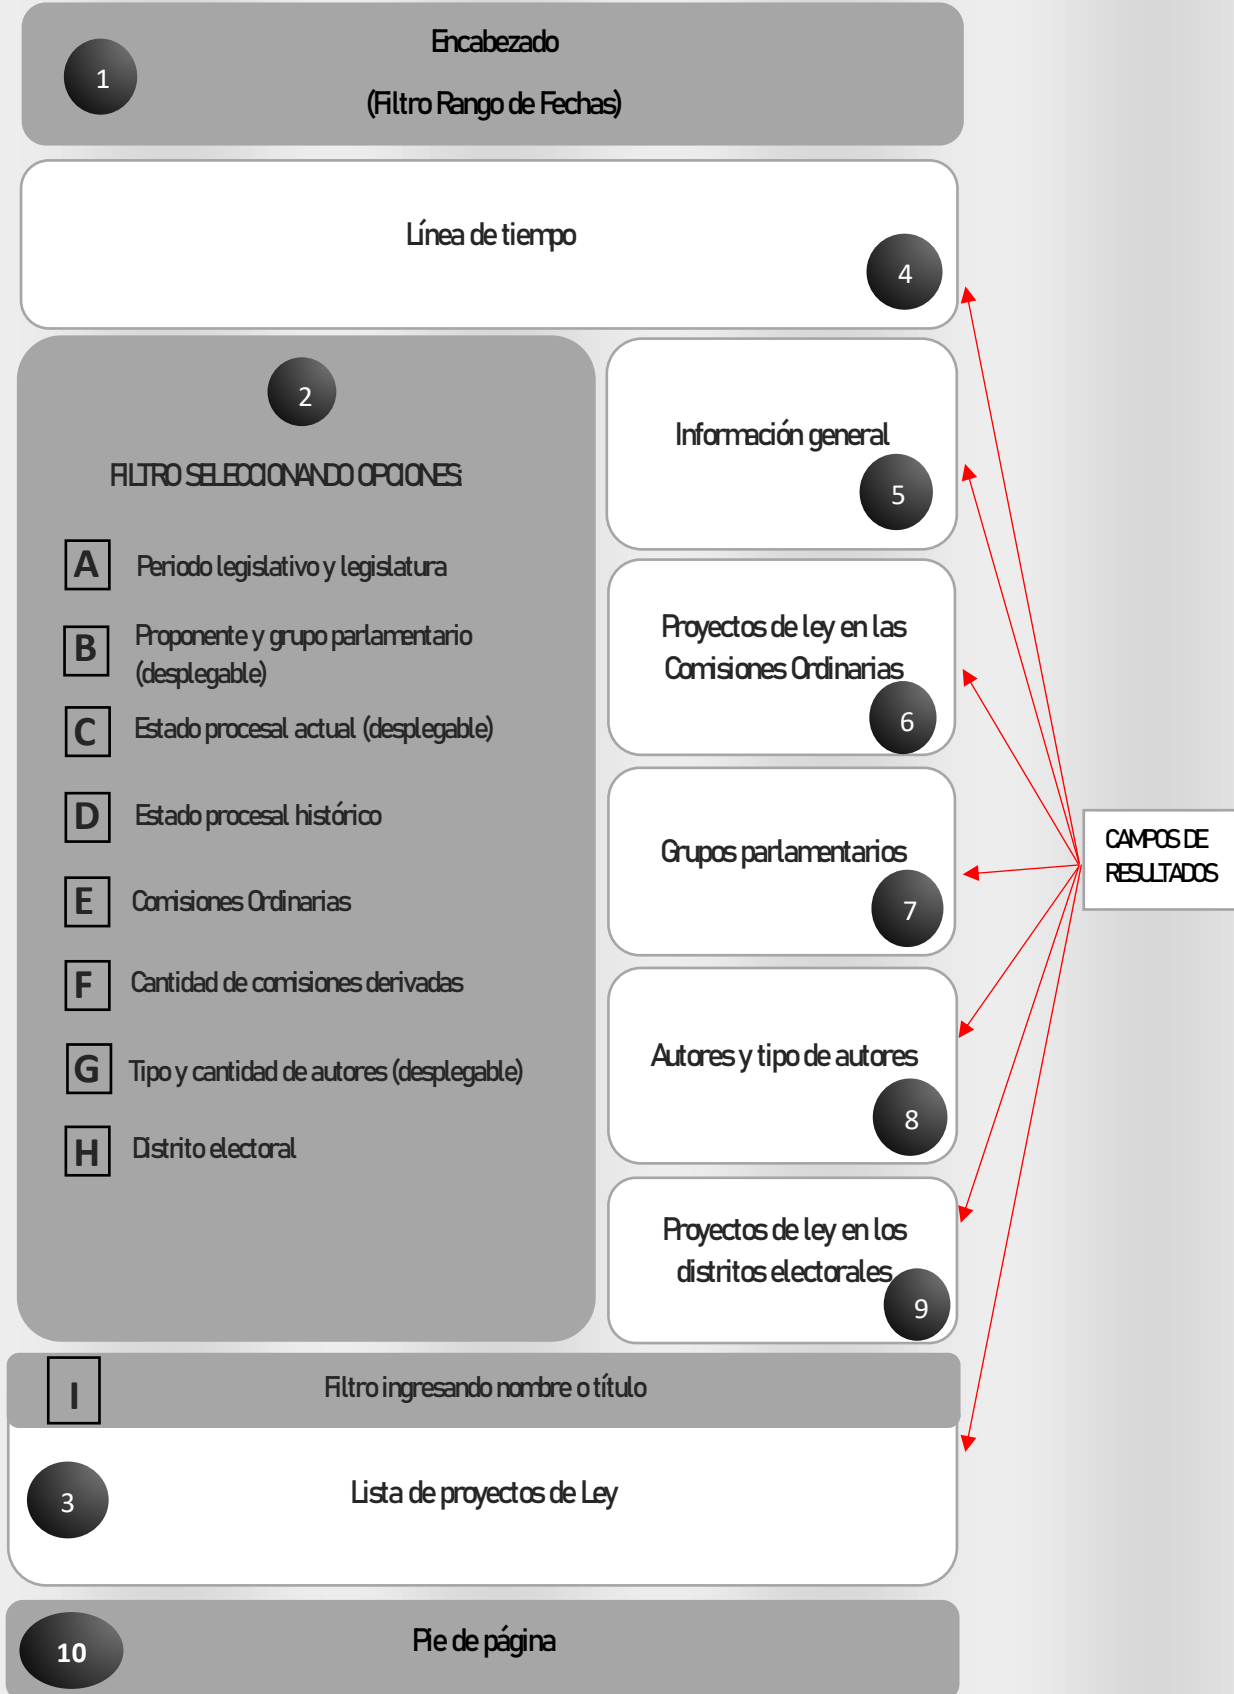 Encabezado
1
(Filtro Rango de Fechas)
Línea de tiempo
4
2
FILTRO SELECCIONANDO OPCIONES:
A Periodo legislativo y legislatura
B Proponente y grupo parlamentario
(desplegable)
C Estado procesal actual (desplegable)
D Estado procesal histórico
E Comisiones Ordinarias
F Cantidad de comisiones derivadas
G Tipo y cantidad de autores (desplegable)
H Distrito electoral
Información general
5
Proyectos de ley en las
Comisiones Ordinarias
6
Grupos parlamentarios
7
Autores y tipo de autores
8
Proyectos de ley en los
distritos electorales
9
CAMPOS DE
RESULTADOS
I Filtro ingresando nombre o título
3 Lista de proyectos de Ley
10 Pie de página